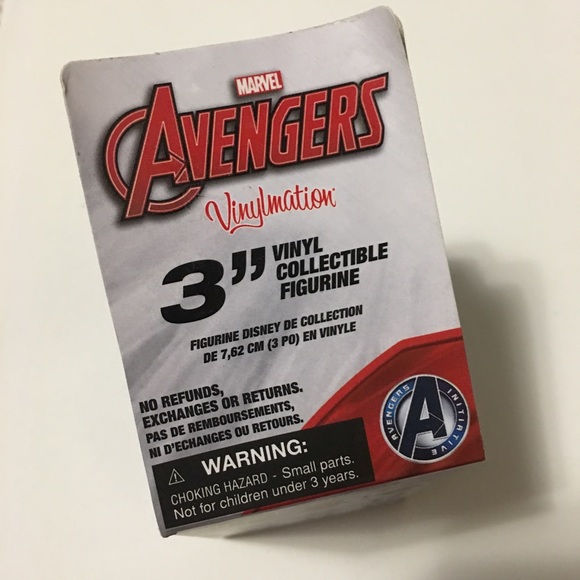 MARVEL
AVENGERS
Vinylmation
3” VINYL
COLLECTIBLE
FIGURINE
FIGURINE DISNEY DE COLLECTION
DE 7,62 CM (3 PO) EN VINYLE
NO REFUNDS,
EXCHANGES OR RETURNS.
PAS DE REMBOURSEMENTS,
NI D'ECHANGES OU RETOURS.
AVENGERS INITIATIVE
A
WARNING:
CHOKING HAZARD - Small parts.
Not for children under 3 years.